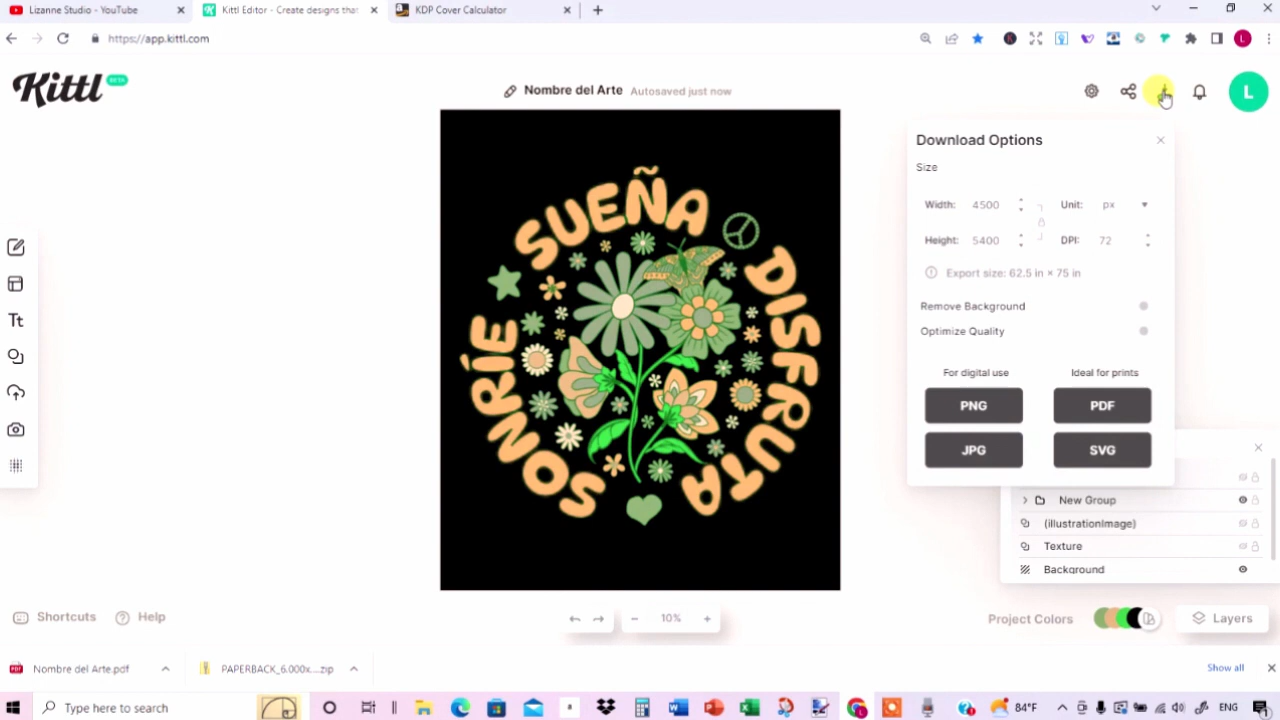 Lizanne Studio - YouTube
Kittl Editor - Create designs that
KDP Cover Calculator
https://app.kittl.com
L
Kittl BETA
Nombre del Arte Autosaved just now
L
Download Options
Size
Width: 4500 Unit: px
Height: 5400 DPI: 72
Export size: 62.5 in × 75 in
Remove Background
Optimize Quality
For digital use Ideal for prints
PNG PDF
JPG SVG
Tt
SUEÑA
DISFRUTA
SONRÍE
New Group
(illustrationImage)
Texture
Background
Shortcuts Help
10%
Project Colors Layers
Nombre del Arte.pdf
PAPERBACK_6.000x....zip
Show all
Type here to search
84°F
ENG